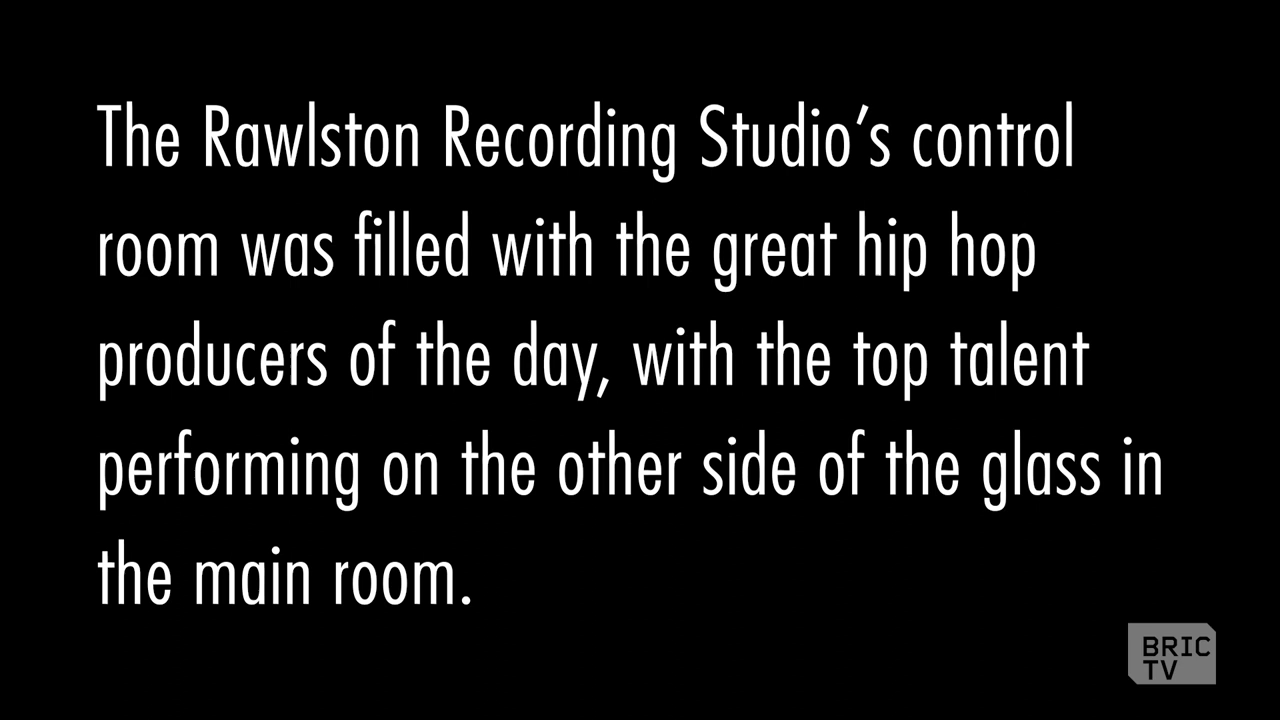 The Rawlston Recording Studio’s control
room was filled with the great hip hop
producers of the day, with the top talent
performing on the other side of the glass in
the main room.
BRIC
TV